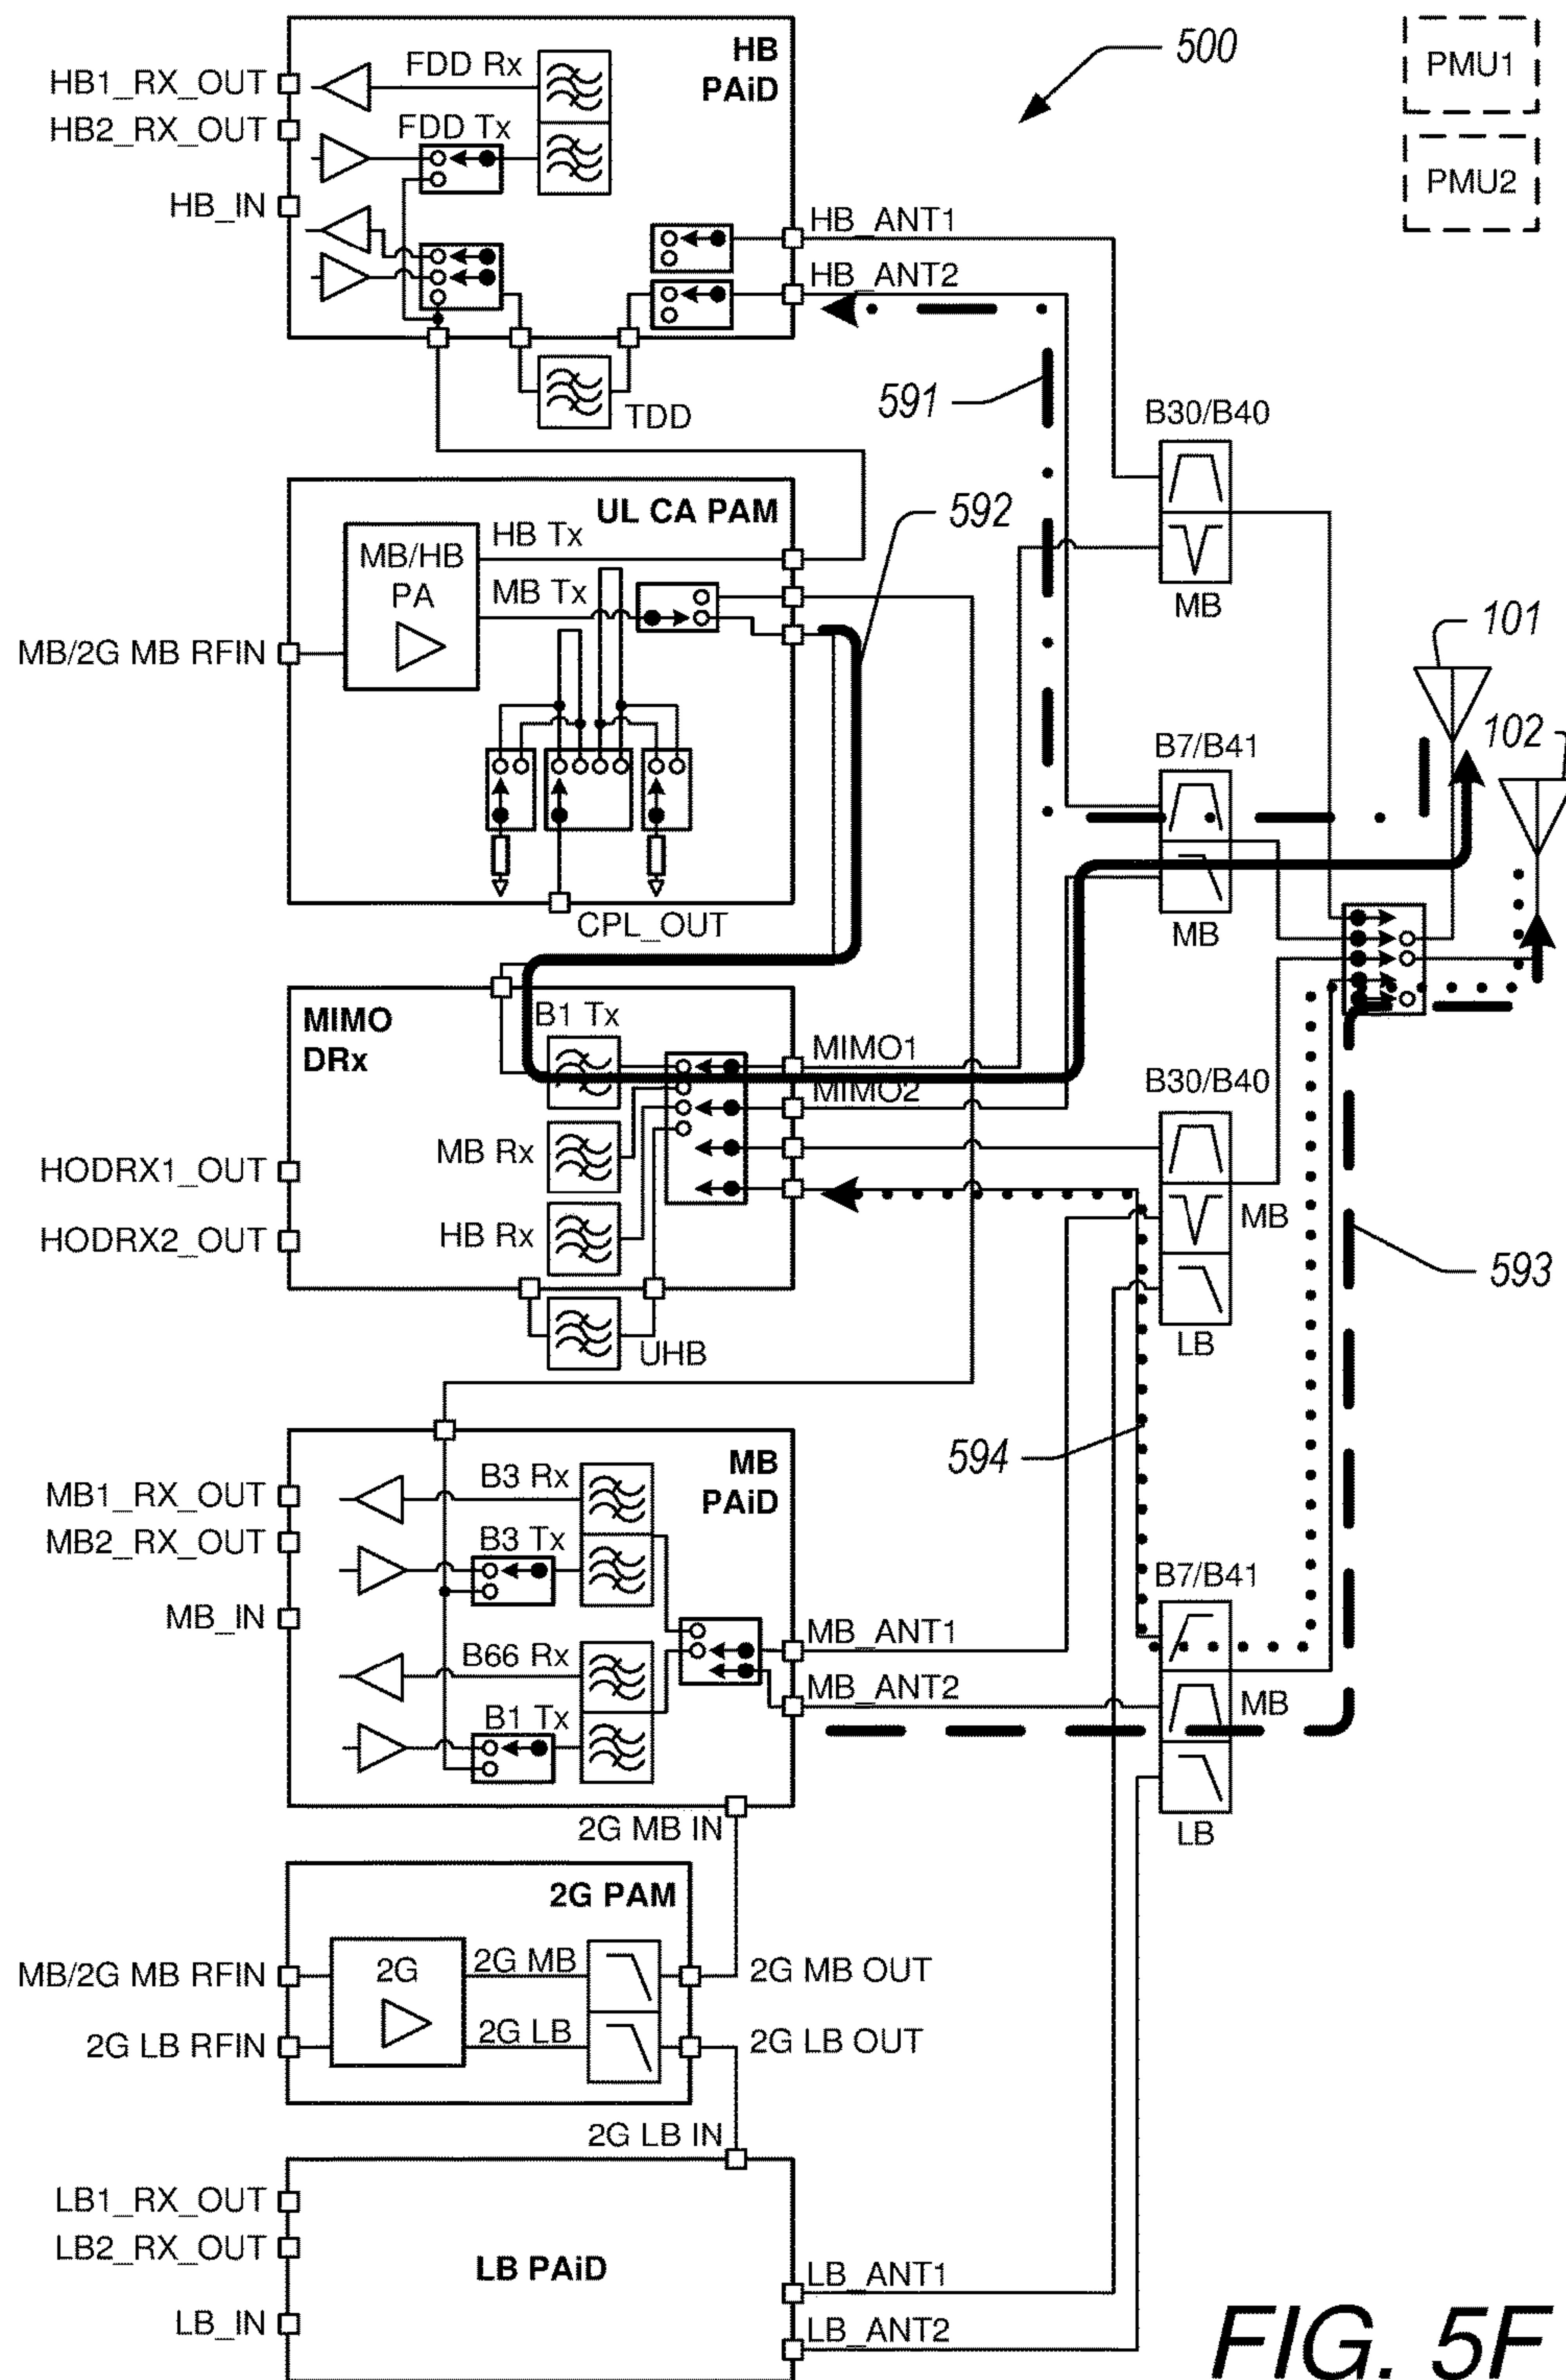 HB
PAiD
500
PMU1
PMU2
HB1_RX_OUT
FDD Rx
HB2_RX_OUT
FDD Tx
HB_IN
HB_ANT1
HB_ANT2
TDD
591
B30/B40
MB
UL CA PAM
592
HB Tx
MB/HB
PA
MB Tx
MB/2G MB RFIN
CPL_OUT
101
102
B7/B41
MB
MIMO
DRx
B1 Tx
MIMO1
MIMO2
B30/B40
MB Rx
HODRX1_OUT
HB Rx
HODRX2_OUT
MB
LB
593
UHB
594
MB
PAiD
MB1_RX_OUT
B3 Rx
MB2_RX_OUT
B3 Tx
MB_IN
B66 Rx
B1 Tx
MB_ANT1
MB_ANT2
B7/B41
MB
LB
2G MB IN
2G PAM
MB/2G MB RFIN
2G
2G MB
2G MB OUT
2G LB RFIN
2G LB
2G LB OUT
2G LB IN
LB1_RX_OUT
LB2_RX_OUT
LB PAiD
LB_IN
LB_ANT1
LB_ANT2
FIG. 5F